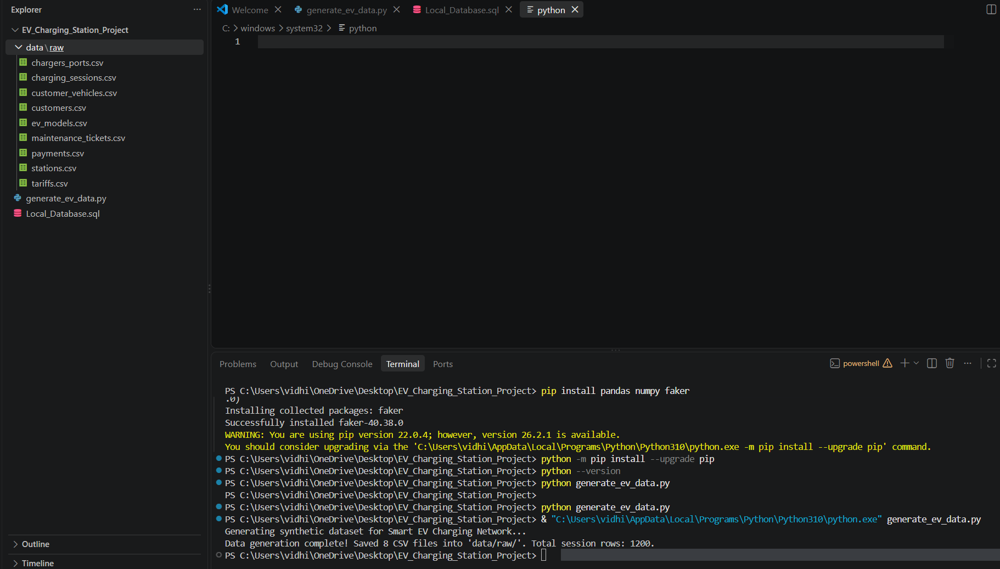 Explorer
EV_Charging_Station_Project
data\raw
chargers_ports.csv
charging_sessions.csv
customer_vehicles.csv
customers.csv
ev_models.csv
maintenance_tickets.csv
payments.csv
stations.csv
tariffs.csv
generate_ev_data.py
Local_Database.sql
Outline
Timeline
Welcome generate_ev_data.py Local_Database.sql python
C: > windows > system32 > python
1
Problems Output Debug Console Terminal Ports powershell
PS C:\Users\vidhi\OneDrive\Desktop\EV_Charging_Station_Project> pip install pandas numpy faker
.0)
Installing collected packages: faker
Successfully installed faker-40.38.0
WARNING: You are using pip version 22.0.4; however, version 26.2.1 is available.
You should consider upgrading via the 'C:\Users\vidhi\AppData\Local\Programs\Python\Python310\python.exe -m pip install --upgrade pip' command.
PS C:\Users\vidhi\OneDrive\Desktop\EV_Charging_Station_Project> python -m pip install --upgrade pip
PS C:\Users\vidhi\OneDrive\Desktop\EV_Charging_Station_Project> python --version
PS C:\Users\vidhi\OneDrive\Desktop\EV_Charging_Station_Project> python generate_ev_data.py
PS C:\Users\vidhi\OneDrive\Desktop\EV_Charging_Station_Project>
PS C:\Users\vidhi\OneDrive\Desktop\EV_Charging_Station_Project> python generate_ev_data.py
PS C:\Users\vidhi\OneDrive\Desktop\EV_Charging_Station_Project> & "C:\Users\vidhi\AppData\Local\Programs\Python\Python310\python.exe" generate_ev_data.py
Generating synthetic dataset for Smart EV Charging Network...
Data generation complete! Saved 8 CSV files into 'data/raw/'. Total session rows: 1200.
PS C:\Users\vidhi\OneDrive\Desktop\EV_Charging_Station_Project>